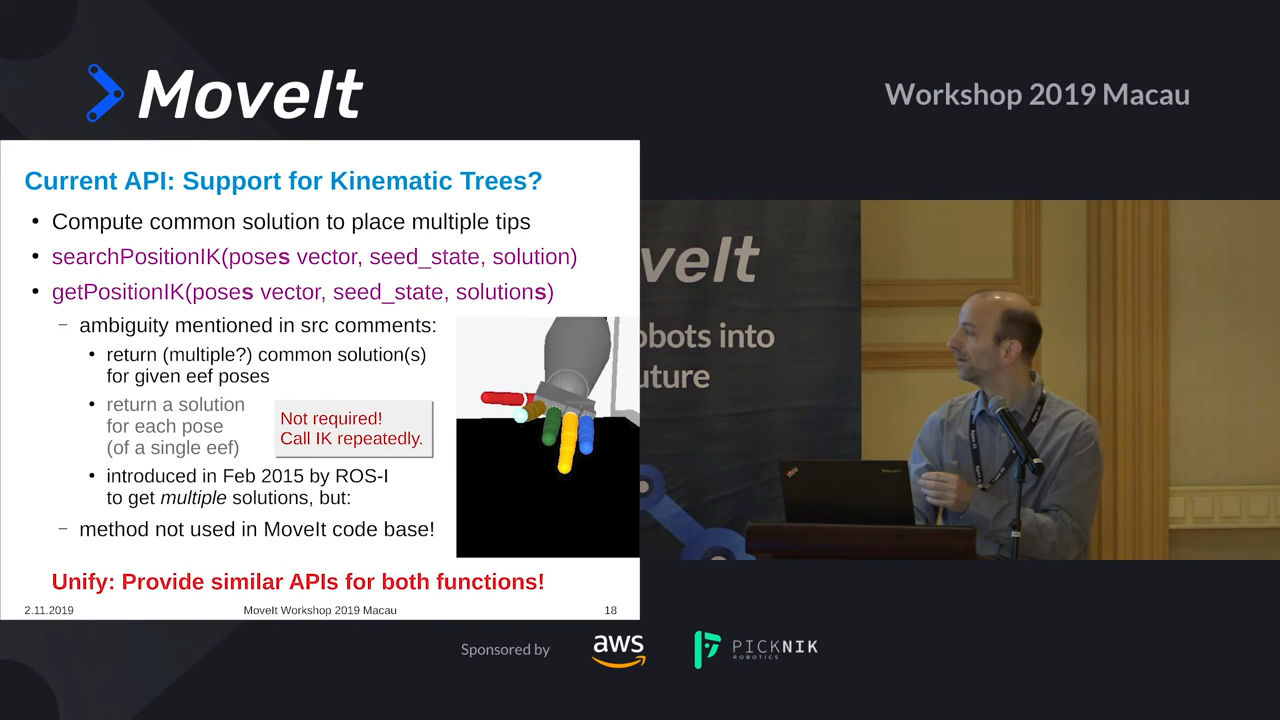 MoveIt
Workshop 2019 Macau
Current API: Support for Kinematic Trees?
• Compute common solution to place multiple tips
• searchPositionIK(poses vector, seed_state, solution)
• getPositionIK(poses vector, seed_state, solutions)
– ambiguity mentioned in src comments:
• return (multiple?) common solution(s)
for given eef poses
• return a solution
for each pose
(of a single eef)
Not required!
Call IK repeatedly.
• introduced in Feb 2015 by ROS-I
to get multiple solutions, but:
– method not used in MoveIt code base!
Unify: Provide similar APIs for both functions!
2.11.2019
MoveIt Workshop 2019 Macau
18
veIt
obots into
uture
Sponsored by
aws
PICKNIK
ROBOTICS